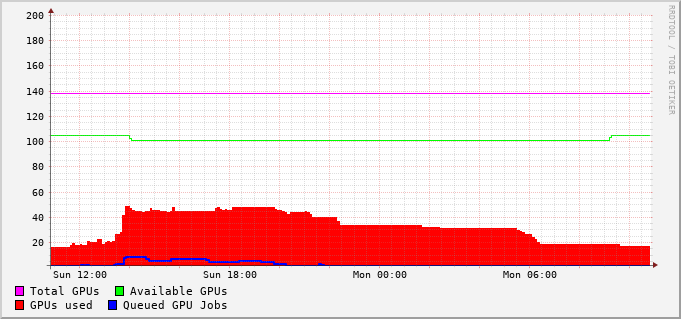 200
180
160
140
120
100
80
60
40
20
Sun 12:00 Sun 18:00 Mon 00:00 Mon 06:00
Total GPUs Available GPUs
GPUs used Queued GPU Jobs
RRDTOOL / TOBI OETIKER